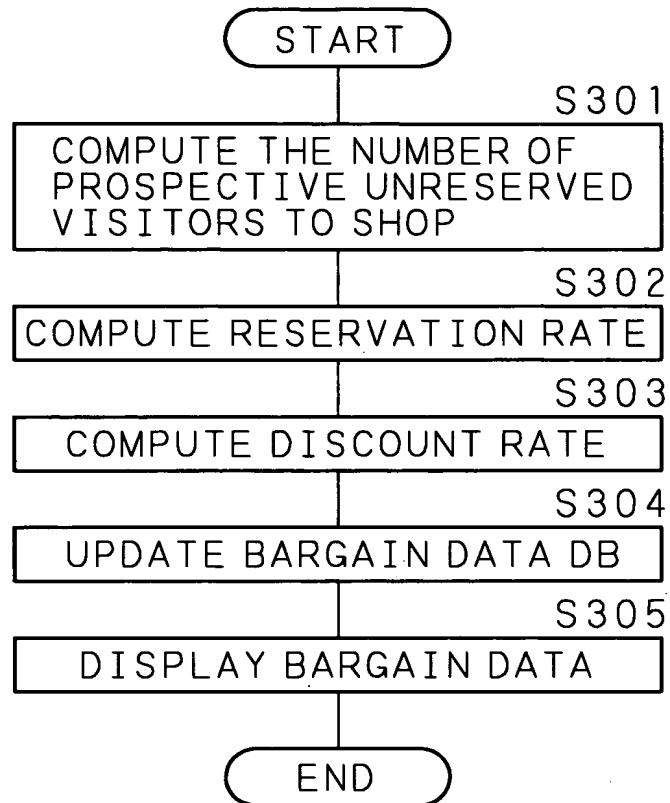 START
S301
COMPUTE THE NUMBER OF
PROSPECTIVE UNRESERVED
VISITORS TO SHOP
S302
COMPUTE RESERVATION RATE
S303
COMPUTE DISCOUNT RATE
S304
UPDATE BARGAIN DATA DB
S305
DISPLAY BARGAIN DATA
END